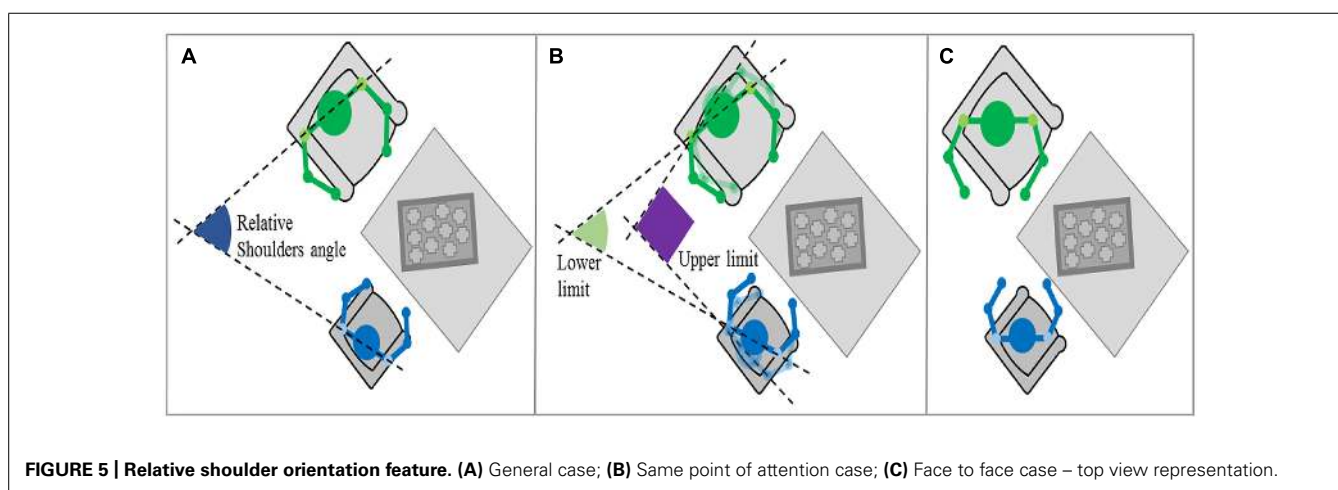 A
B
C
Relative
Shoulders angle
Lower
limit
Upper limit
FIGURE 5 | Relative shoulder orientation feature. (A) General case; (B) Same point of attention case; (C) Face to face case – top view representation.